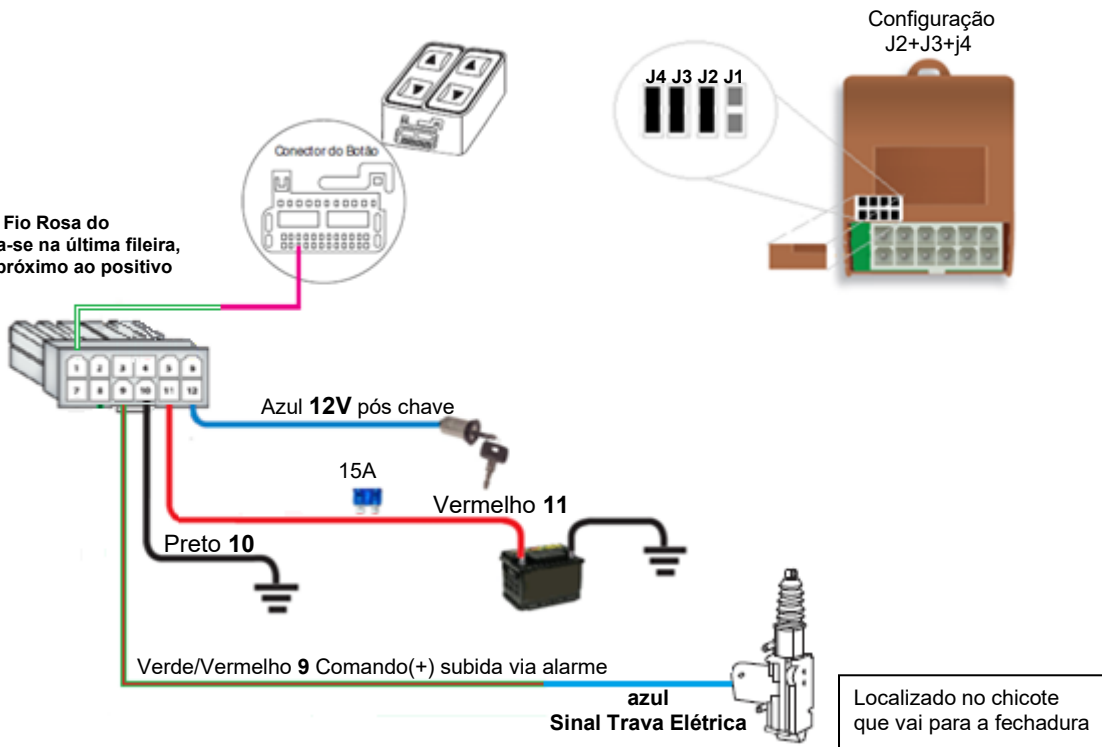 Configuração
J2+J3+j4
J4 J3 J2 J1
Conector do Botão
Fio Rosa do
a-se na última fileira,
próximo ao positivo
1 2 3 4 5 6
7 8 9 10 11 12
Azul 12V pós chave
15A
Vermelho 11
Preto 10
Verde/Vermelho 9 Comando(+) subida via alarme
azul
Sinal Trava Elétrica
Localizado no chicote
que vai para a fechadura